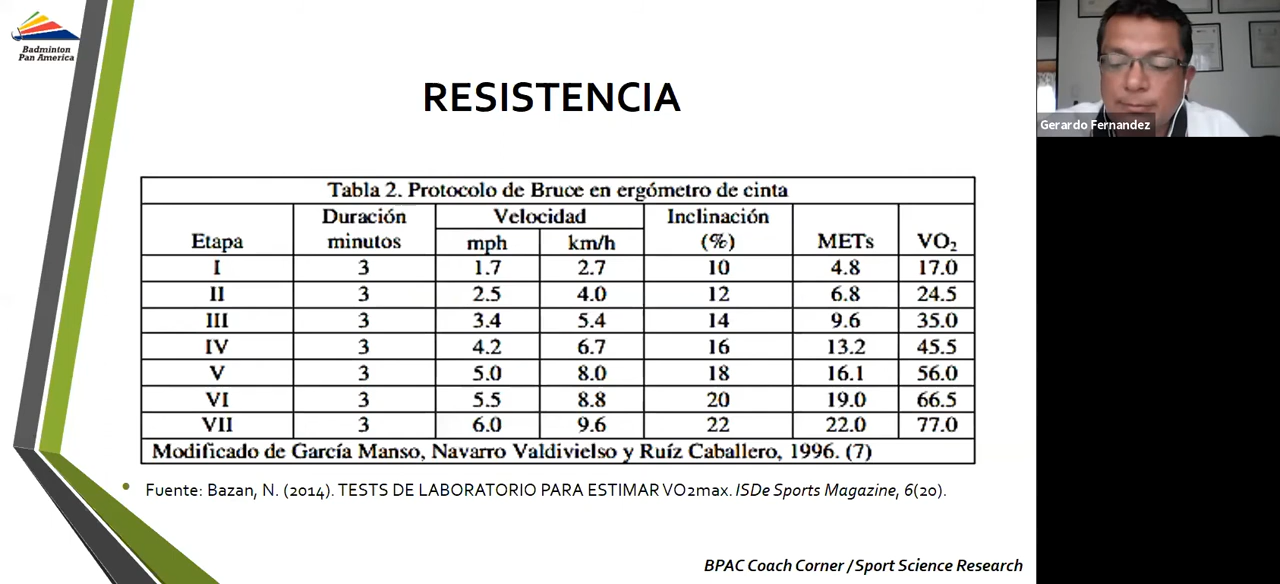 Badminton
Pan America
RESISTENCIA
Gerardo Fernandez
Tabla 2. Protocolo de Bruce en ergómetro de cinta
Etapa Duración minutos Velocidad mph km/h Inclinación (%) METs VO₂
I 3 1.7 2.7 10 4.8 17.0
II 3 2.5 4.0 12 6.8 24.5
III 3 3.4 5.4 14 9.6 35.0
IV 3 4.2 6.7 16 13.2 45.5
V 3 5.0 8.0 18 16.1 56.0
VI 3 5.5 8.8 20 19.0 66.5
VII 3 6.0 9.6 22 22.0 77.0
Modificado de García Manso, Navarro Valdivielso y Ruíz Caballero, 1996. (7)
• Fuente: Bazan, N. (2014). TESTS DE LABORATORIO PARA ESTIMAR VO2max. ISDe Sports Magazine, 6(20).
BPAC Coach Corner /Sport Science Research